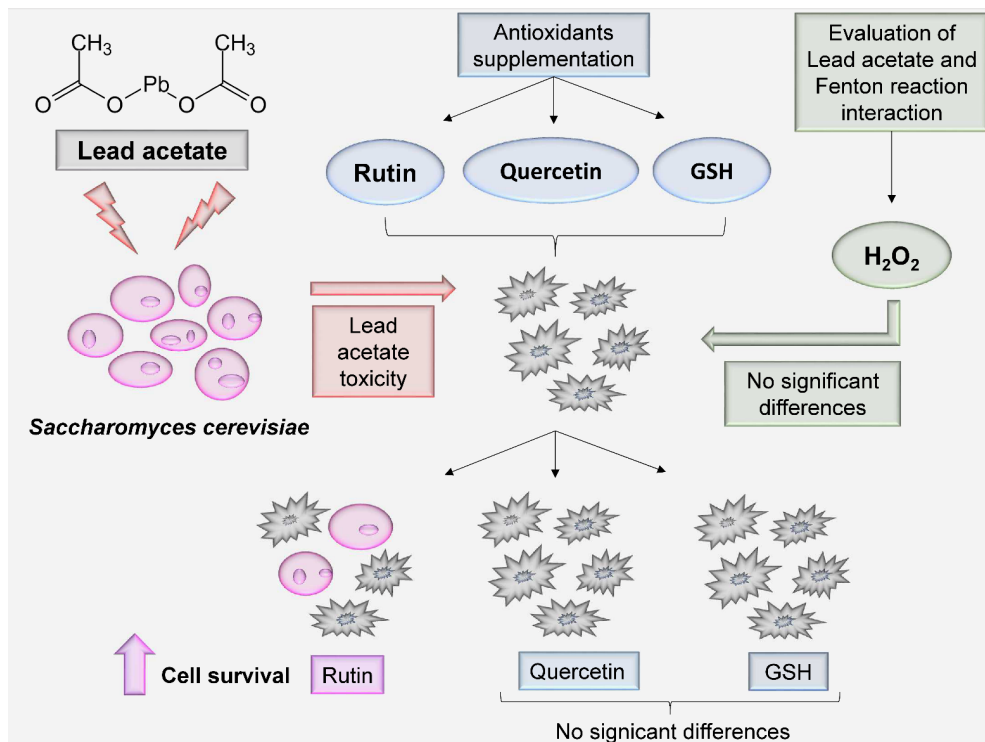 CH₃
CH₃
O
O
Pb
O
O
Lead acetate
Saccharomyces cerevisiae
Lead
acetate
toxicity
Antioxidants
supplementation
Rutin
Quercetin
GSH
Evaluation of
Lead acetate and
Fenton reaction
interaction
H₂O₂
No significant
differences
Cell survival
Rutin
Quercetin
GSH
No signicant differences